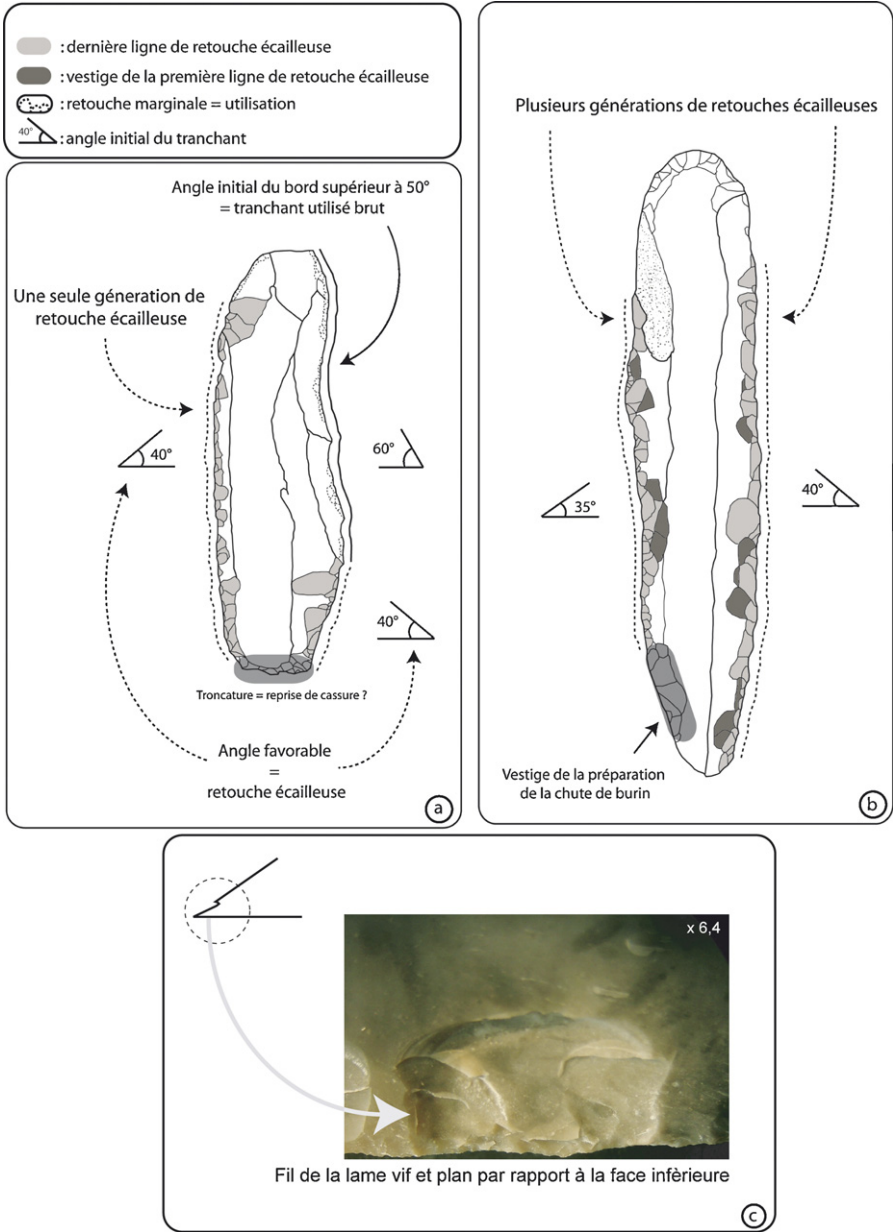 : dernière ligne de retouche écailleuse
: vestige de la première ligne de retouche écailleuse
: retouche marginale = utilisation
40° : angle initial du tranchant
Angle initial du bord supérieur à 50°
= tranchant utilisé brut
Une seule géneration de
retouche écailleuse
40°
60°
40°
Troncature = reprise de cassure ?
Angle favorable
=
retouche écailleuse
a
Plusieurs générations de retouches écailleuses
35°
40°
Vestige de la préparation
de la chute de burin
b
x 6,4
Fil de la lame vif et plan par rapport à la face infèrieure
c